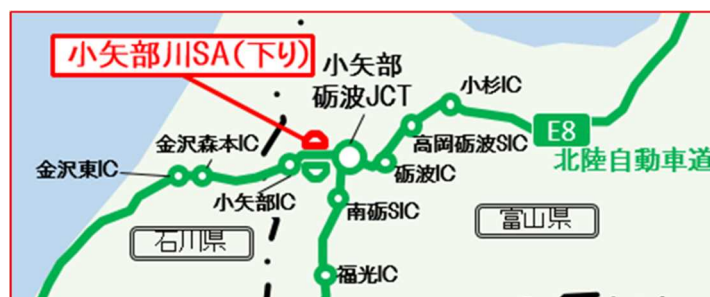 小矢部川SA(下り)
小矢部
砺波JCT
小杉IC
E8
北陸自動車道
高岡砺波SIC
砺波IC
金沢森本IC
金沢東IC
小矢部IC
南砺SIC
石川県
富山県
福光IC